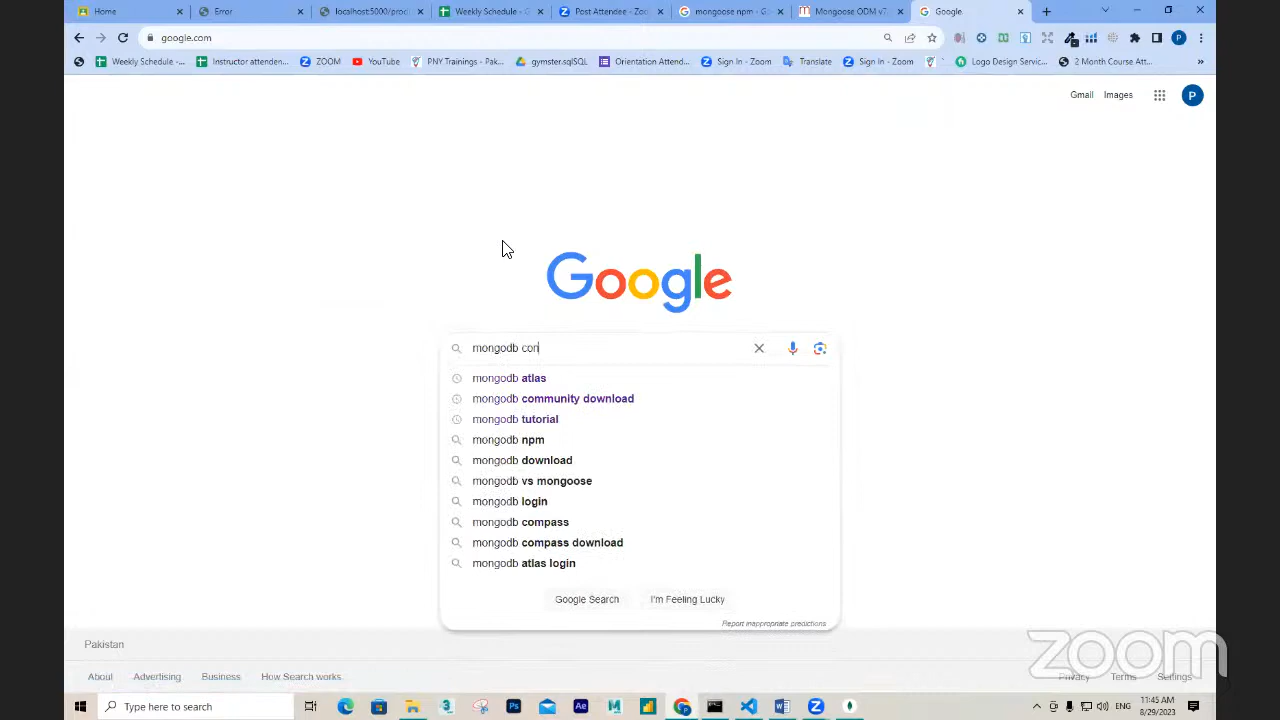 Home
Error
localhost:5000/prod
Weekly Schedule - G
Post Attendee - Zoo
mongoose npm - G
Mongoose ODM v7.
Google
google.com
Weekly Schedule -...
Instructor attenden...
ZOOM
YouTube
PNY Trainings - Pak...
gymster.sqlSQL
Orientation Attend...
Sign In - Zoom
Translate
Sign In - Zoom
Logo Design Servic...
2 Month Course Att...
»
Gmail Images
P
Google
mongodb con
mongodb atlas
mongodb community download
mongodb tutorial
mongodb npm
mongodb download
mongodb vs mongoose
mongodb login
mongodb compass
mongodb compass download
mongodb atlas login
Google Search I'm Feeling Lucky
Report inappropriate predictions
Pakistan
About Advertising Business How Search works
Privacy Terms Settings
zoom
Type here to search
11:45 AM
8/29/2023